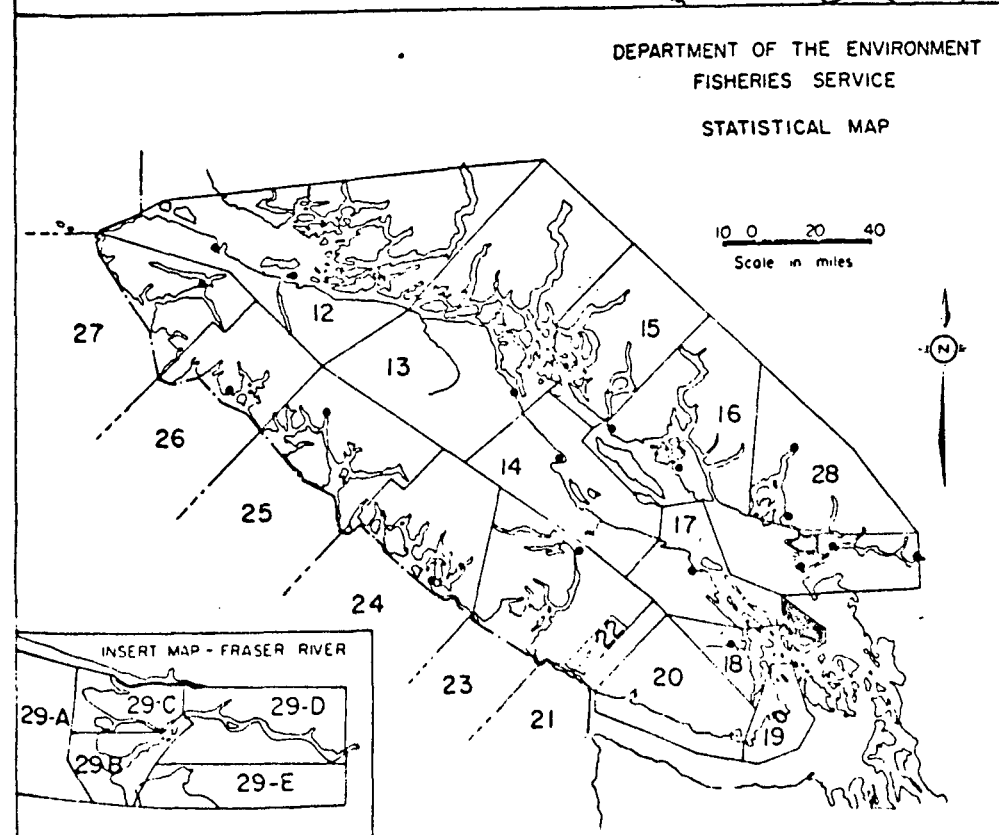 DEPARTMENT OF THE ENVIRONMENT
FISHERIES SERVICE
STATISTICAL MAP
10 0 20 40
Scale in miles
N
12
27
15
13
16
26
14
28
25
17
24
22
18
20
23
21
19
INSERT MAP - FRASER RIVER
29-A
29-C
29-D
29B
29-E